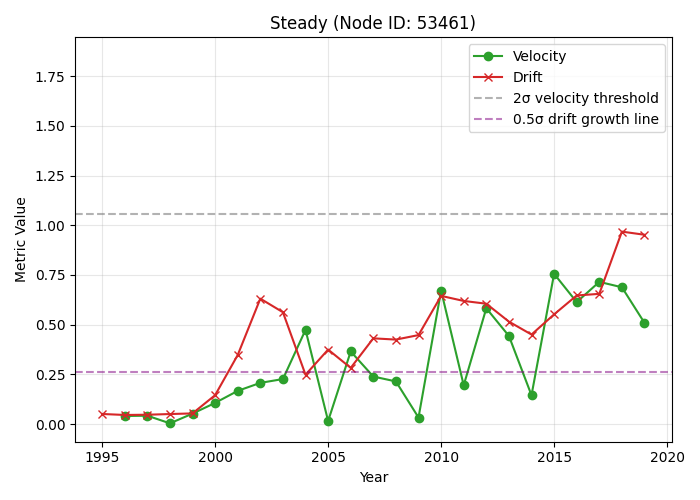 Steady (Node ID: 53461)
Velocity
Drift
2σ velocity threshold
0.5σ drift growth line
Metric Value
1.75
1.50
1.25
1.00
0.75
0.50
0.25
0.00
1995
2000
2005
2010
2015
2020
Year